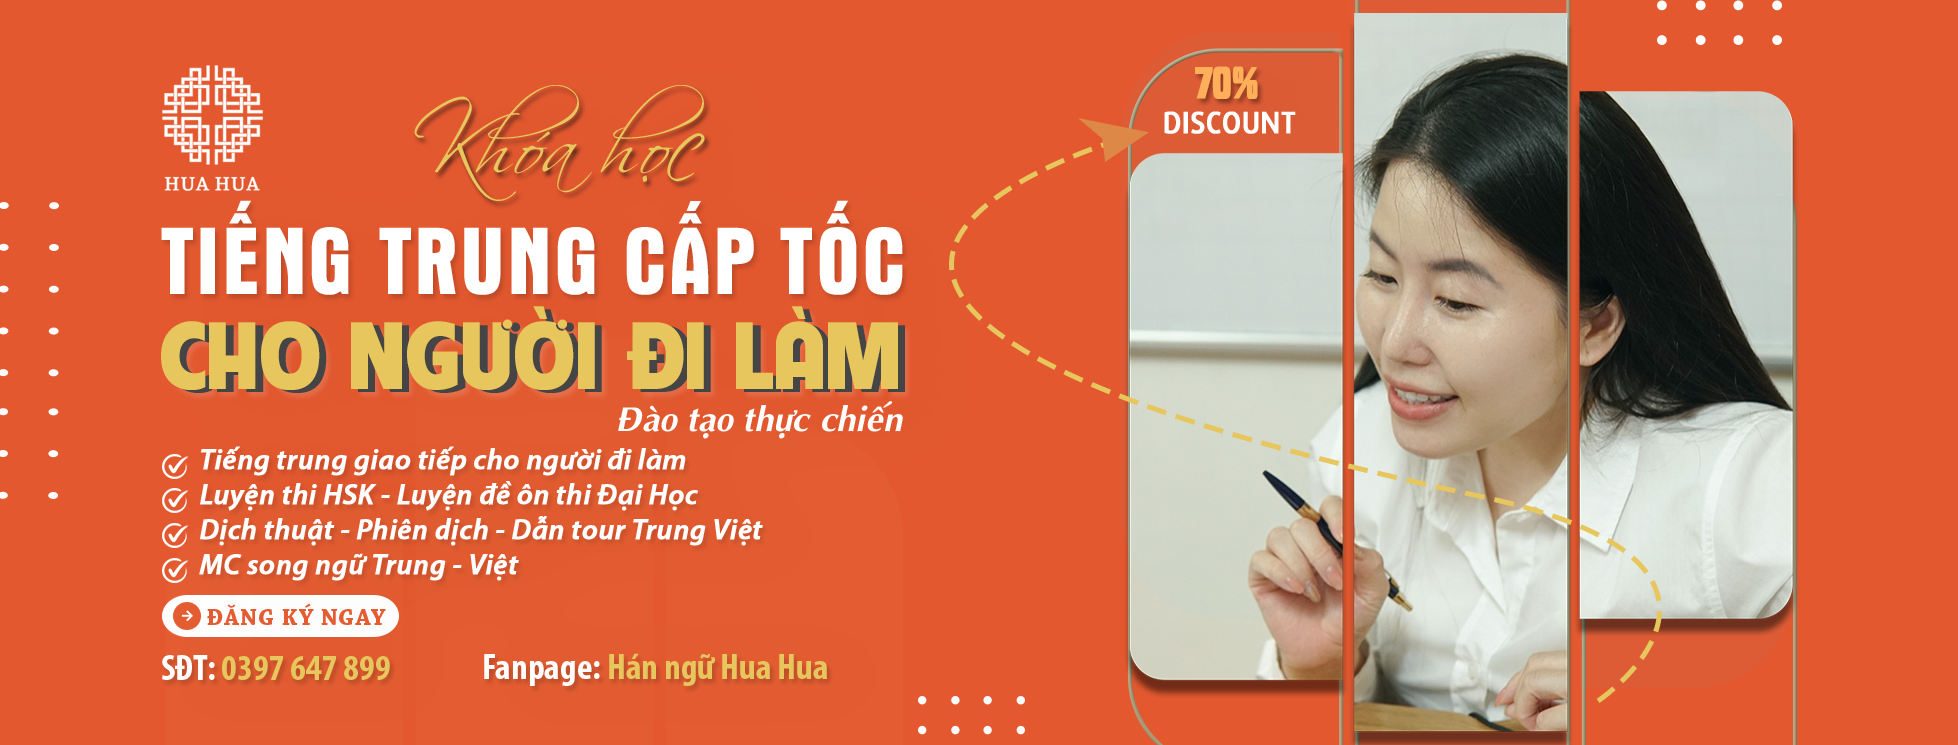 HUA HUA
Khóa học
TIẾNG TRUNG CẤP TỐC
CHO NGƯỜI ĐI LÀM
Đào tạo thực chiến
Tiếng trung giao tiếp cho người đi làm
Luyện thi HSK - Luyện đề ôn thi Đại Học
Dịch thuật - Phiên dịch - Dẫn tour Trung Việt
MC song ngữ Trung - Việt
ĐĂNG KÝ NGAY
SĐT: 0397 647 899
Fanpage: Hán ngữ Hua Hua
70%
DISCOUNT